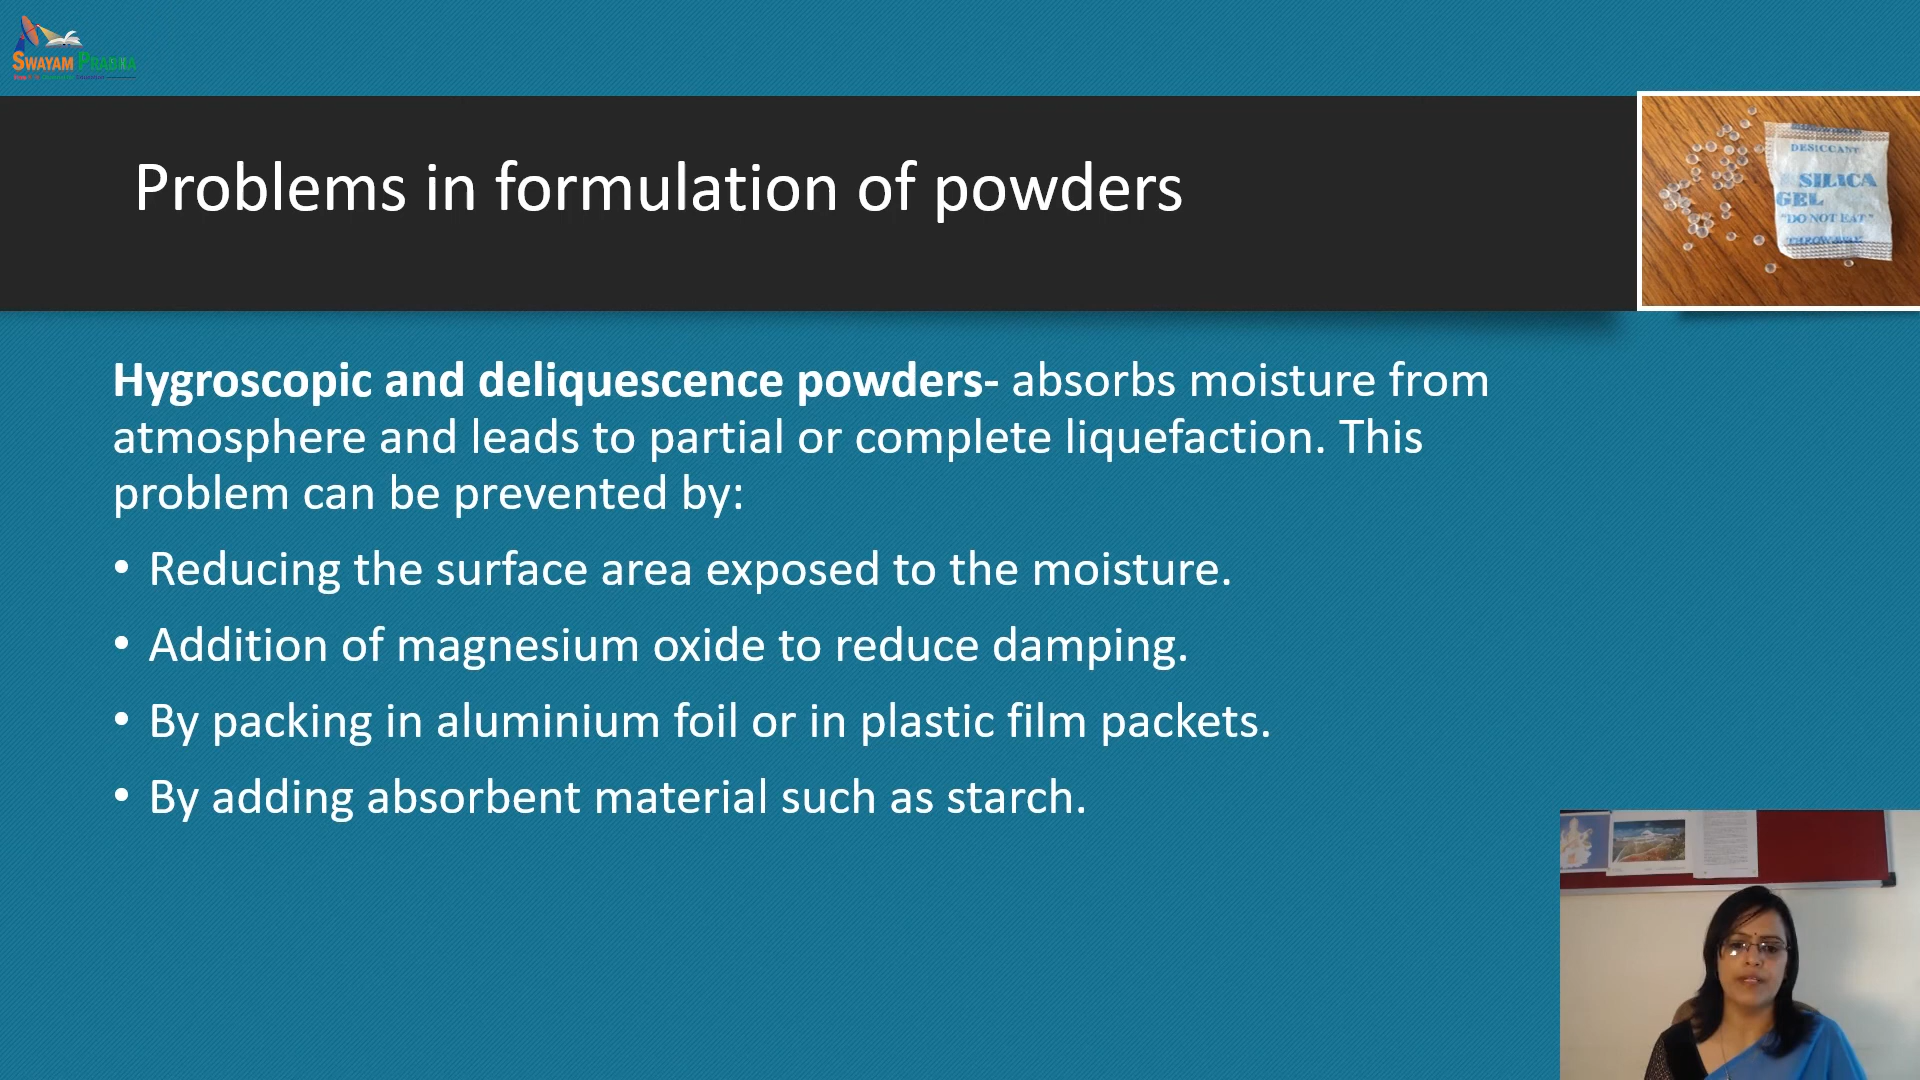 SWAYAM PRABHA
Problems in formulation of powders
DESICCANT
SILICA
GEL
"DO NOT EAT"
Hygroscopic and deliquescence powders- absorbs moisture from
atmosphere and leads to partial or complete liquefaction. This
problem can be prevented by:
• Reducing the surface area exposed to the moisture.
• Addition of magnesium oxide to reduce damping.
• By packing in aluminium foil or in plastic film packets.
• By adding absorbent material such as starch.